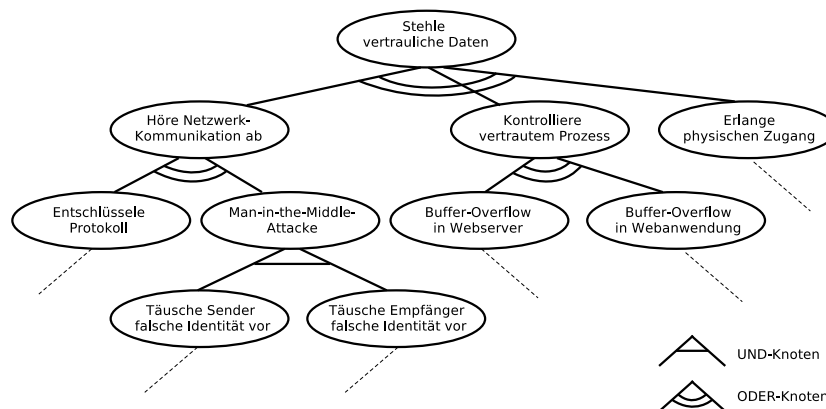 Stehle
vertrauliche Daten
Höre Netzwerk-
Kommunikation ab
Kontrolliere
vertrautem Prozess
Erlange
physischen Zugang
Entschlüssele
Protokoll
Man-in-the-Middle-
Attacke
Buffer-Overflow
in Webserver
Buffer-Overflow
in Webanwendung
Täusche Sender
falsche Identität vor
Täusche Empfänger
falsche Identität vor
UND-Knoten
ODER-Knoten